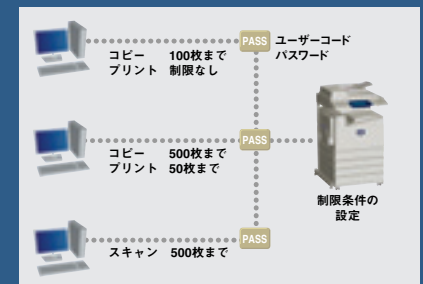 PASS ユーザーコード
パスワード
コピー 100枚まで
プリント 制限なし
PASS
コピー 500枚まで
プリント 50枚まで
制限条件の
設定
PASS
スキャン 500枚まで